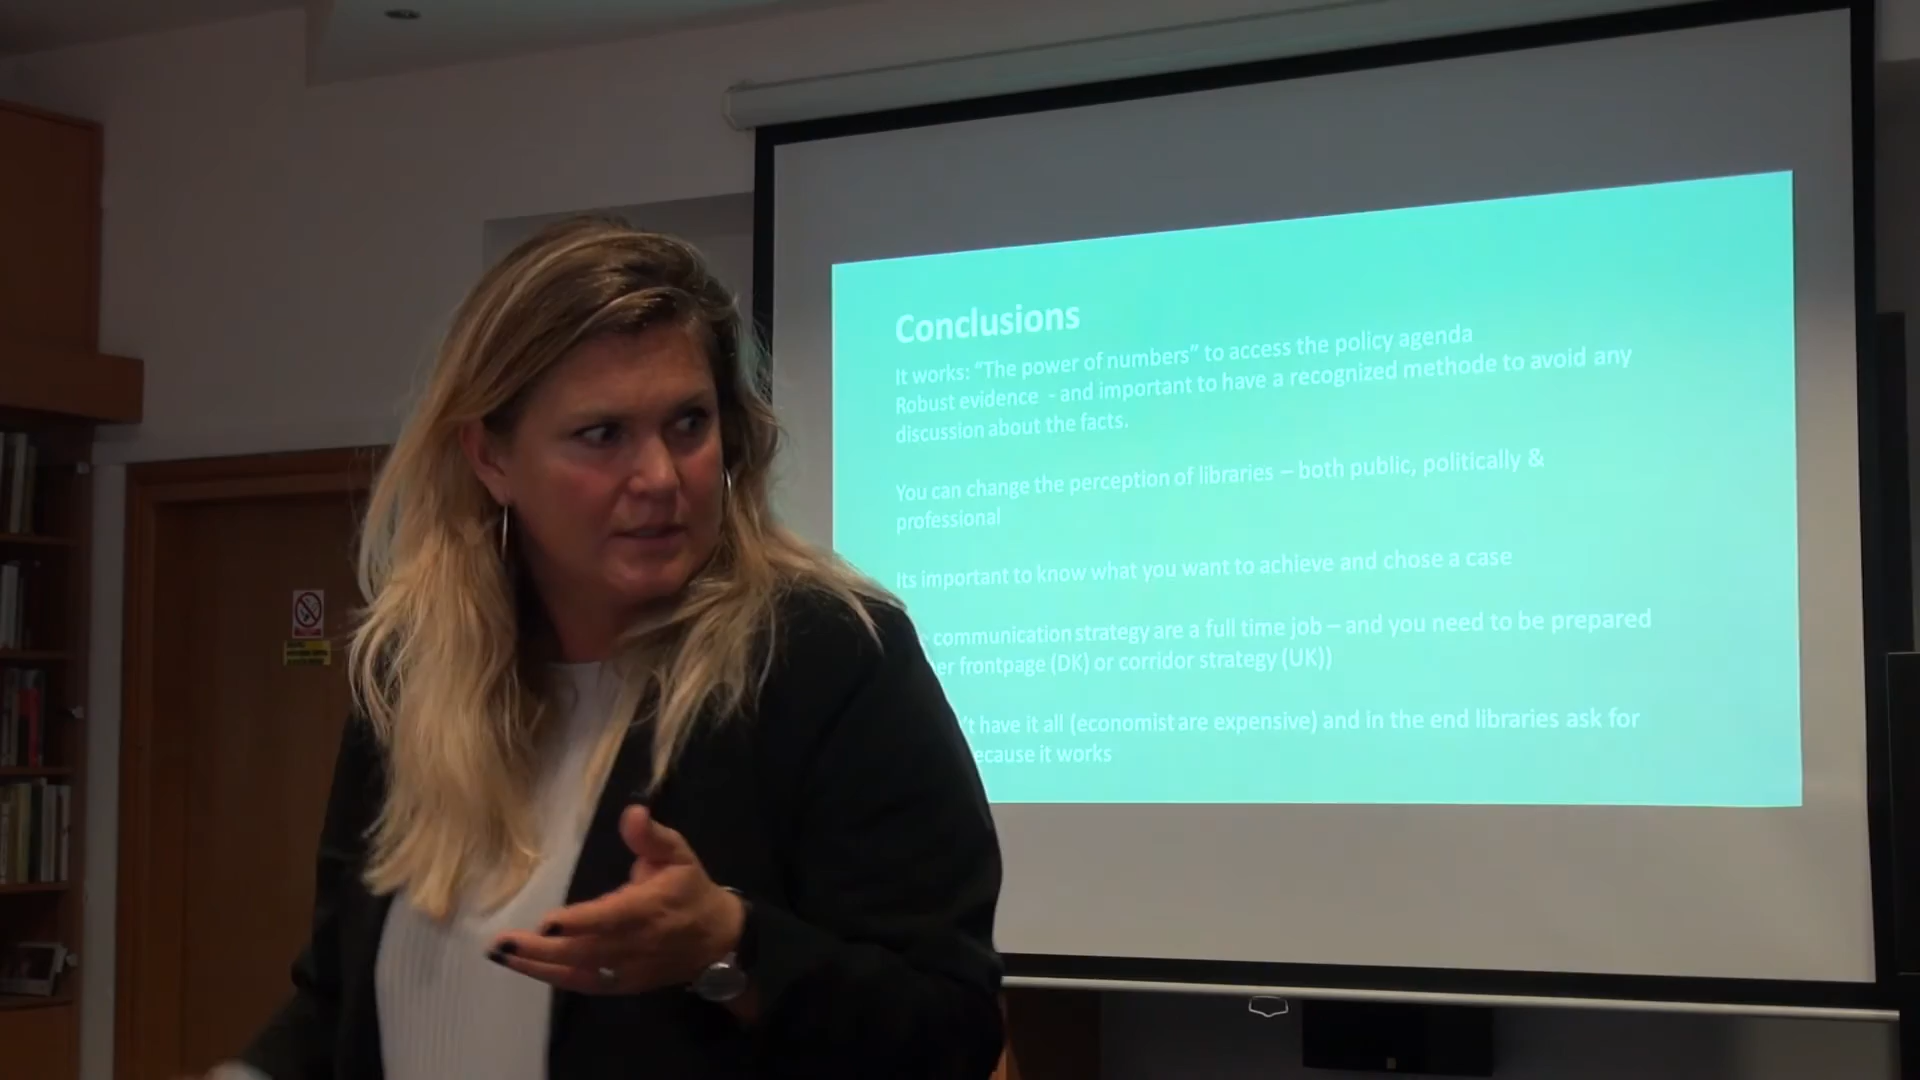 Conclusions
It works: “The power of numbers” to access the policy agenda
Robust evidence - and important to have a recognized methode to avoid any
discussion about the facts.
You can change the perception of libraries – both public, politically &
professional
Its important to know what you want to achieve and chose a case
communication strategy are a full time job – and you need to be prepared
frontpage (DK) or corridor strategy (UK))
have it all (economist are expensive) and in the end libraries ask for
it works